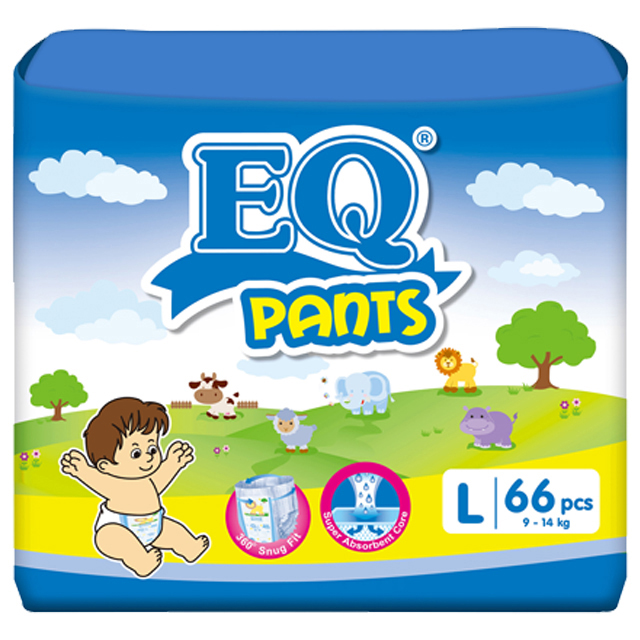 EQ®
PANTS
L 66 pcs
9 - 14 kg
360° Snug Fit
Super Absorbent Core